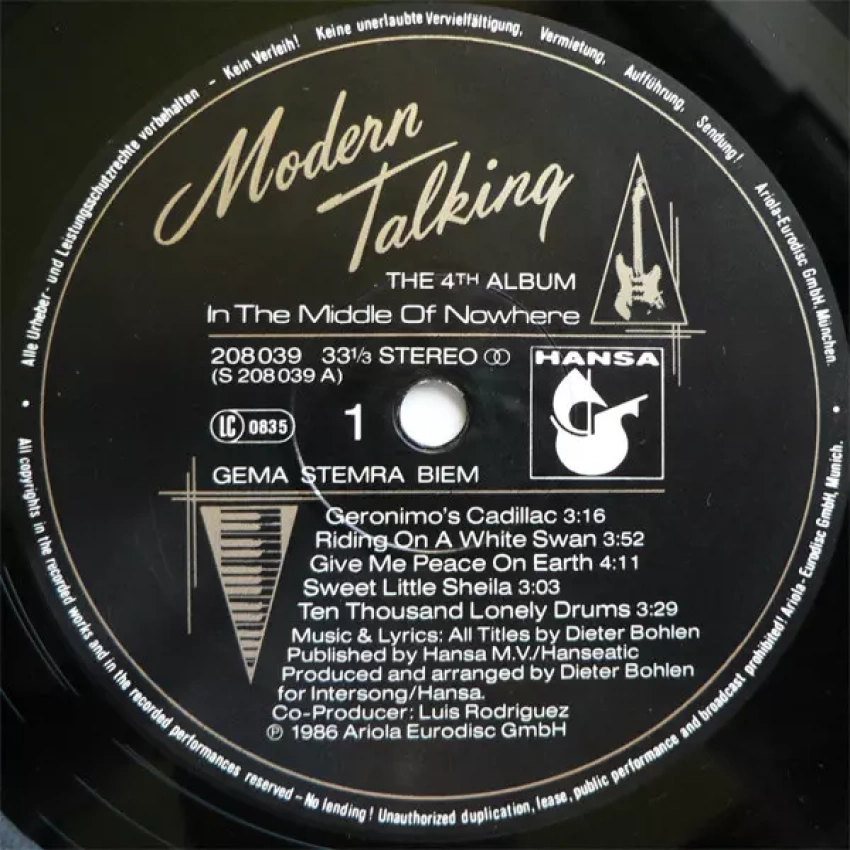 Alle Urheber- und Leistungsschutzrechte vorbehalten – Kein Verleih! Keine unerlaubte Vervielfältigung, Vermietung, Aufführung, Sendung! Ariola-Eurodisc GmbH, München.
Modern
Talking
THE 4TH ALBUM
In The Middle Of Nowhere
208 039 33 1/3 STEREO
(S 208 039 A)
HANSA
LC 0835
1
GEMA STEMRA BIEM
Geronimo's Cadillac 3:16
Riding On A White Swan 3:52
Give Me Peace On Earth 4:11
Sweet Little Sheila 3:03
Ten Thousand Lonely Drums 3:29
Music & Lyrics: All Titles by Dieter Bohlen
Published by Hansa M.V./Hanseatic
Produced and arranged by Dieter Bohlen
for Intersong/Hansa.
Co-Producer: Luis Rodriguez
℗ 1986 Ariola Eurodisc GmbH
All copyrights in the recorded works and in the recorded performances reserved – No lending! Unauthorized duplication, lease, public performance and broadcast prohibited! Ariola-Eurodisc GmbH, Munich.